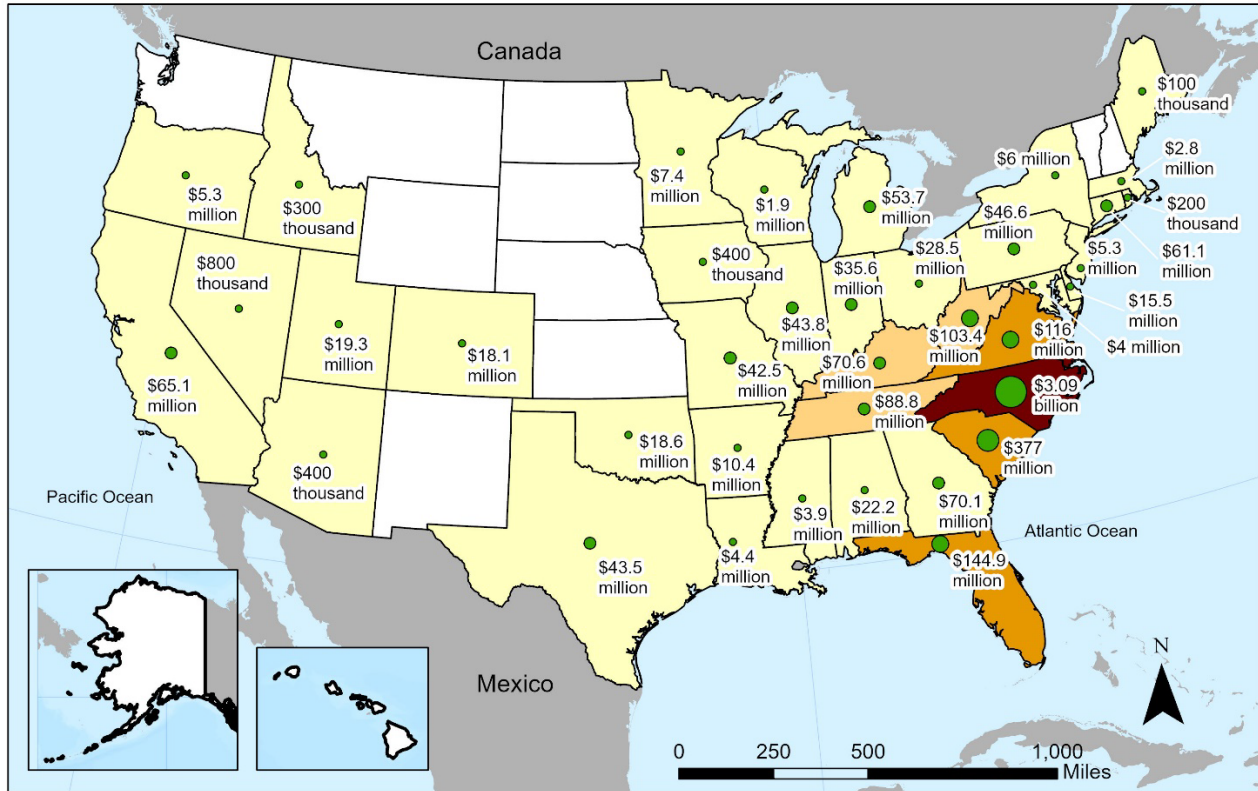 Canada
$100
thousand
$2.8
million
$6 million
$7.4
million
$1.9
million
$53.7
million
$46.6
million
$200
thousand
$5.3
million
$300
thousand
$61.1
million
$5.3
million
$800
thousand
$400
thousand
$35.6
million
$28.5
million
$15.5
million
$4 million
$19.3
million
$18.1
million
$43.8
million
$103.4
million
$116
million
$65.1
million
$42.5
million
$70.6
million
$3.09
billion
$88.8
million
$377
million
$400
thousand
$18.6
million
$10.4
million
Pacific Ocean
$3.9
million
$22.2
million
$70.1
million
Atlantic Ocean
$43.5
million
$4.4
million
$144.9
million
Mexico
N
0 250 500 1,000
Miles